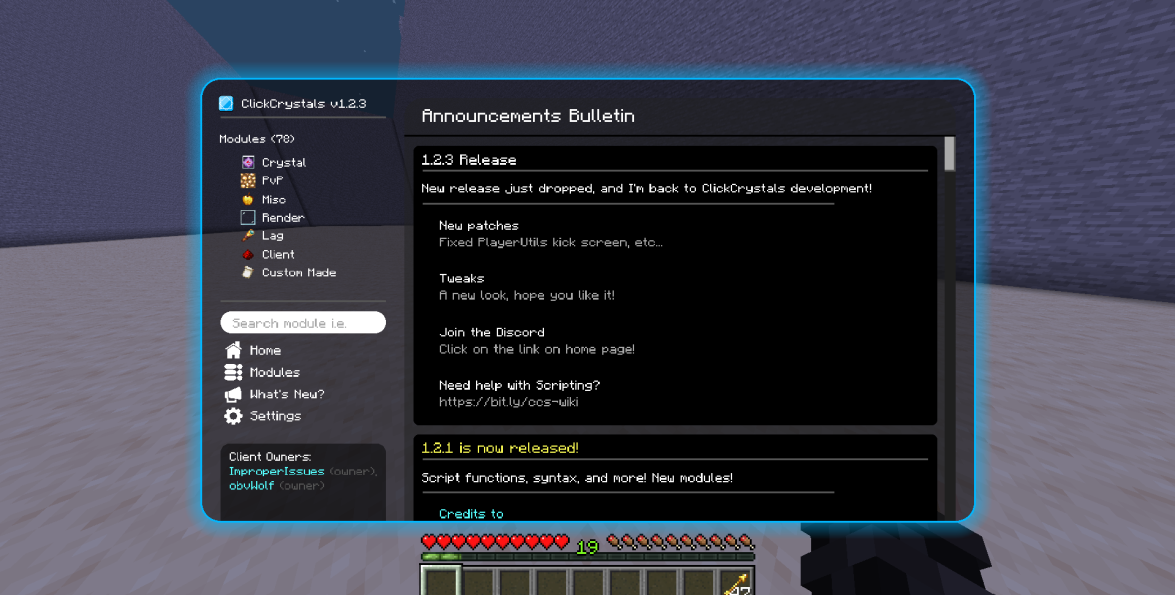 ClickCrystals v1.2.3
Modules (78)
Crystal
PvP
Misc
Render
Lag
Client
Custom Made
Search module i.e.
Home
Modules
What's New?
Settings
Client Owners:
ImproperIssues (owner),
obvWolf (owner)
Announcements Bulletin
1.2.3 Release
New release just dropped, and I'm back to ClickCrystals development!
New patches
Fixed PlayerUtils kick screen, etc...
Tweaks
A new look, hope you like it!
Join the Discord
Click on the link on home page!
Need help with Scripting?
https://bit.ly/ccs-wiki
1.2.1 is now released!
Script functions, syntax, and more! New modules!
Credits to
19
47